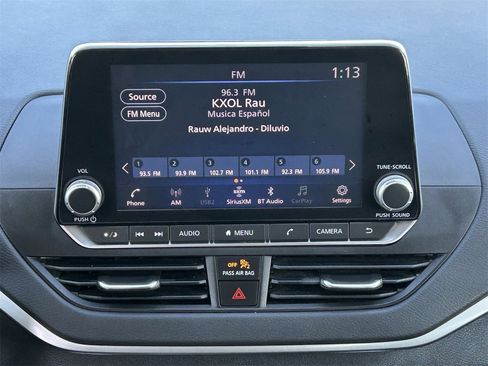 FM
1:13
96.3 FM
Source
KXOL Rau
FM Menu
Musica Español
Rauw Alejandro - Diluvio
1 2 3 4 5 6
93.5 FM 93.9 FM 102.7 FM 101.1 FM 92.3 FM 105.9 FM
VOL
TUNE·SCROLL
Phone AM USB2 SiriusXM BT Audio CarPlay Settings
PUSH
PUSH SOUND
AUDIO MENU CAMERA
OFF
PASS AIR BAG